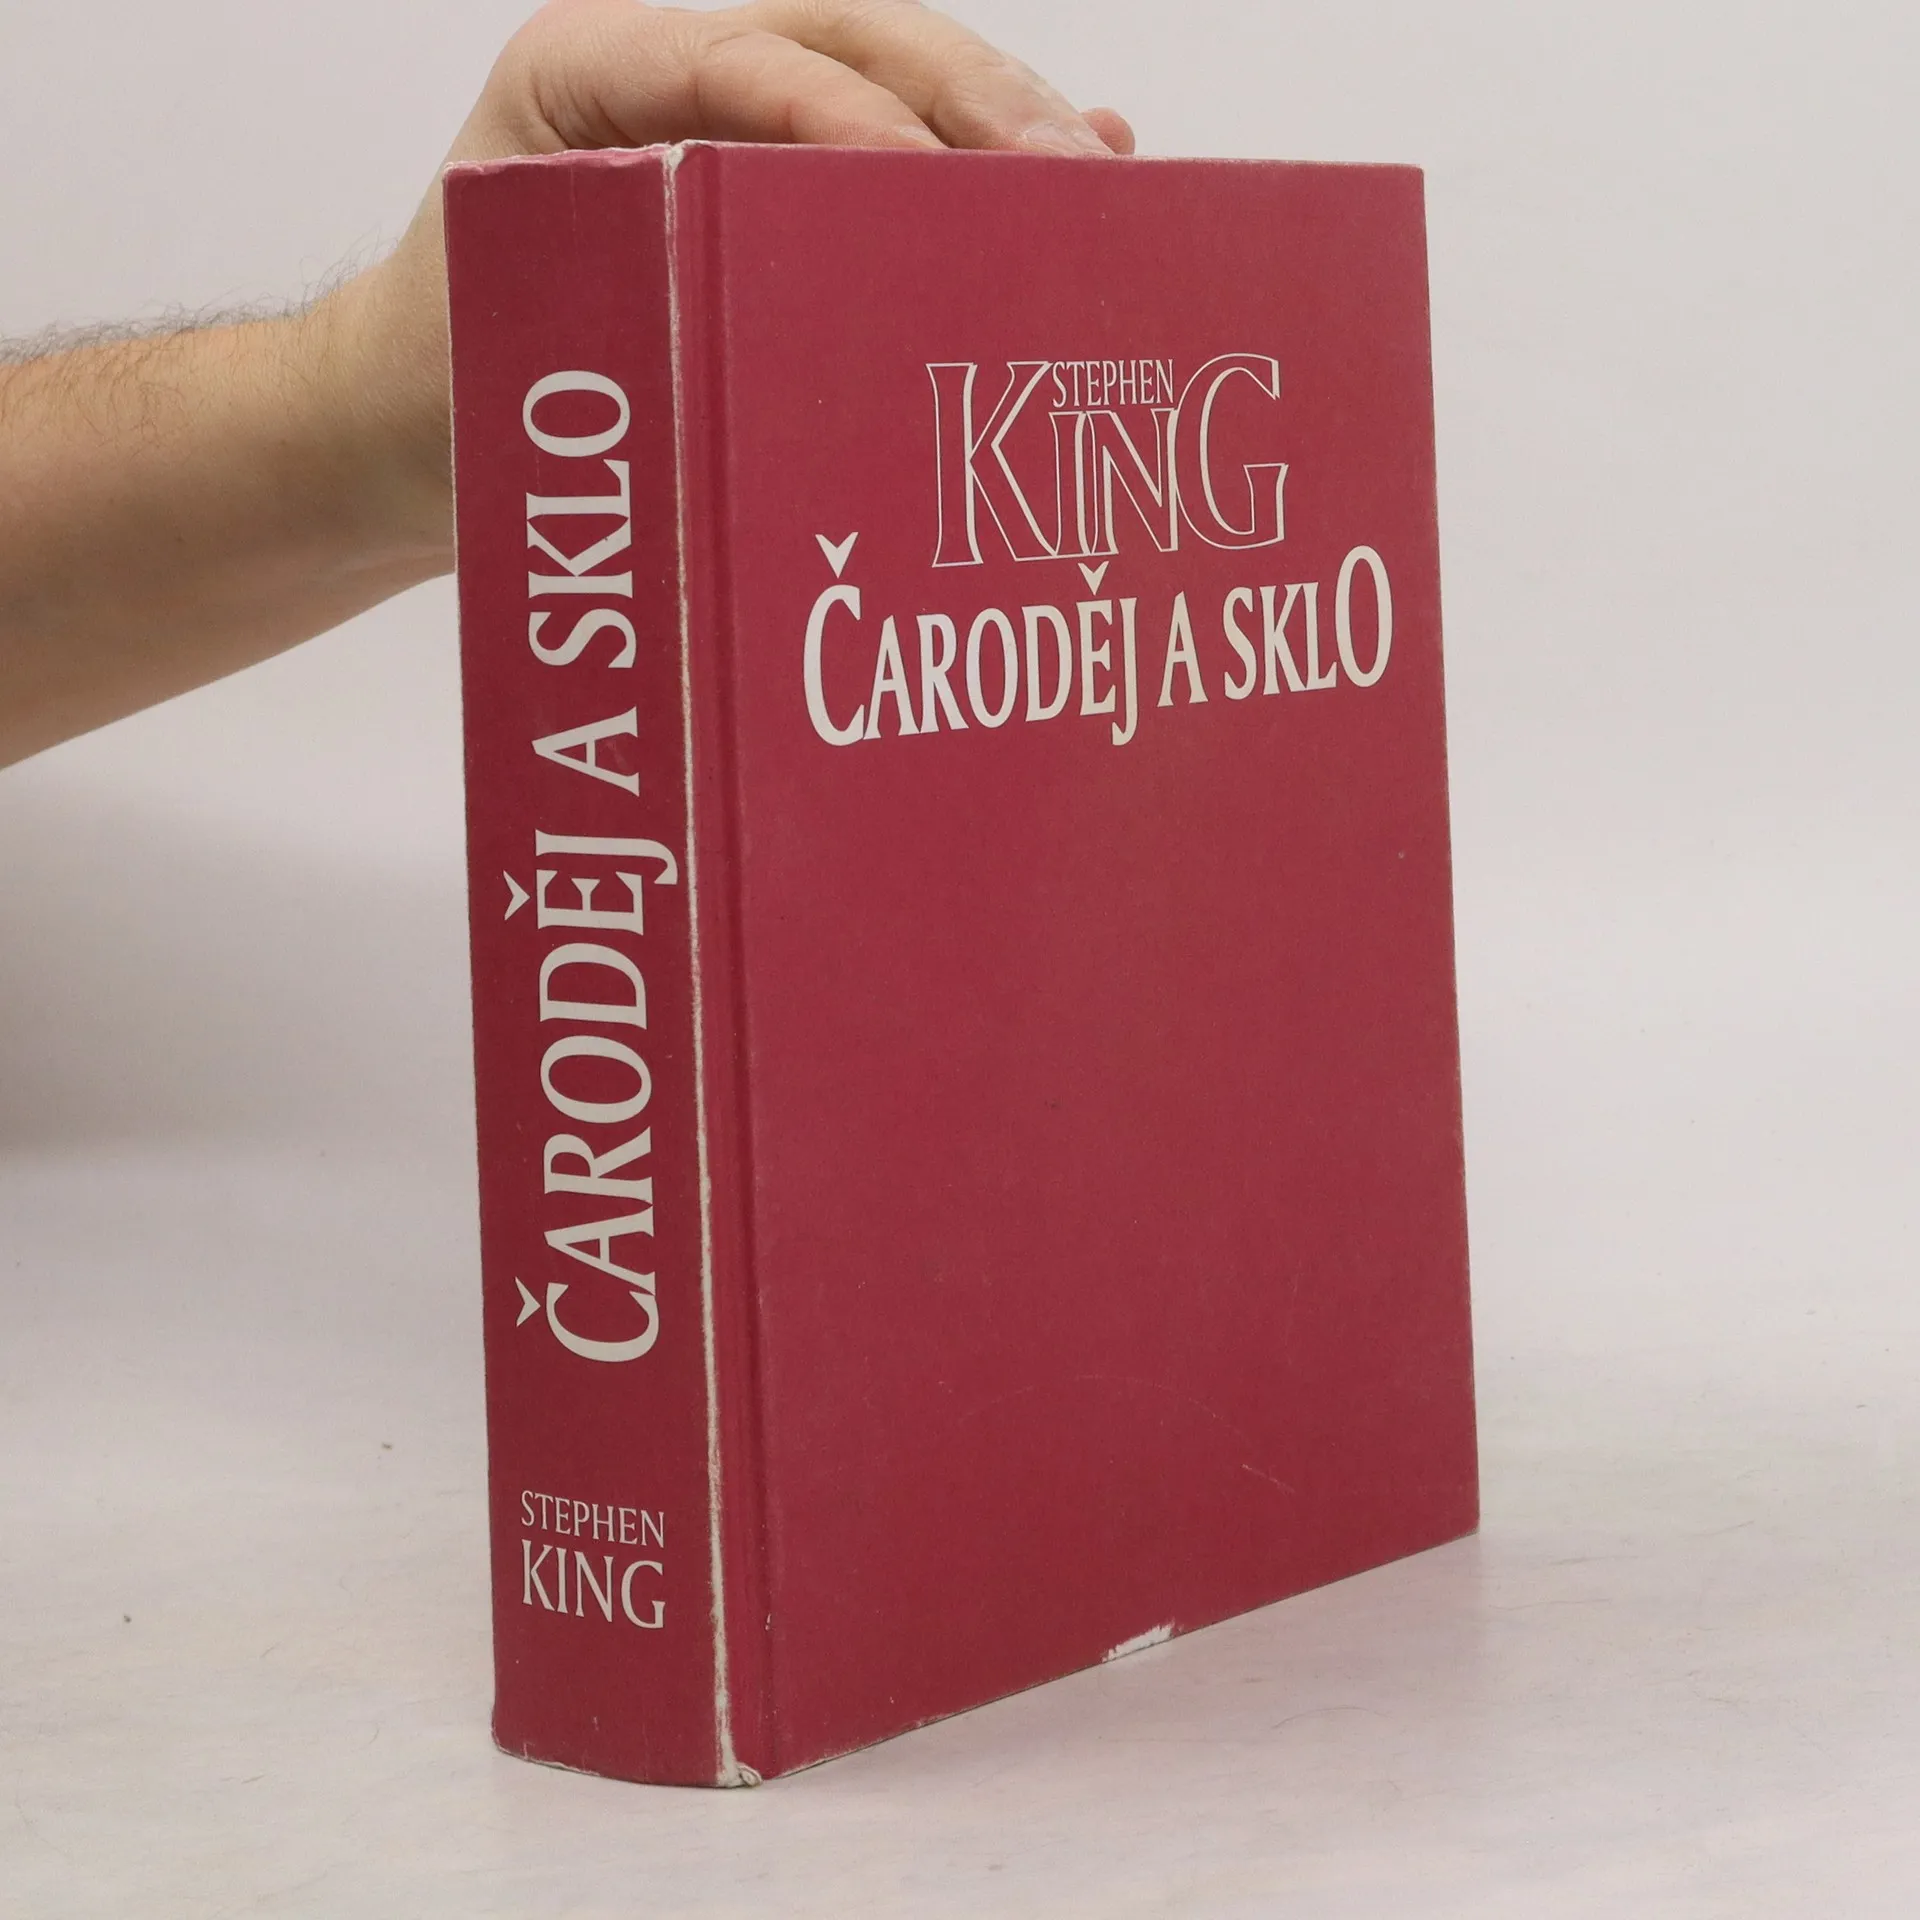 ČARODĚJ A SKLO
STEPHEN
KING
STEPHEN
KING
ČARODĚJ A SKLO